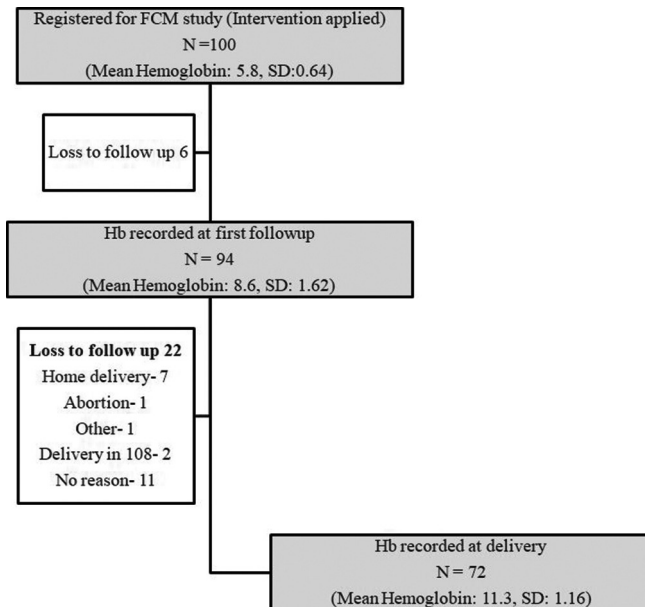 Registered for FCM study (Intervention applied)
N =100
(Mean Hemoglobin: 5.8, SD:0.64)
Loss to follow up 6
Hb recorded at first followup
N = 94
(Mean Hemoglobin: 8.6, SD: 1.62)
Loss to follow up 22
Home delivery- 7
Abortion- 1
Other- 1
Delivery in 108- 2
No reason- 11
Hb recorded at delivery
N = 72
(Mean Hemoglobin: 11.3, SD: 1.16)